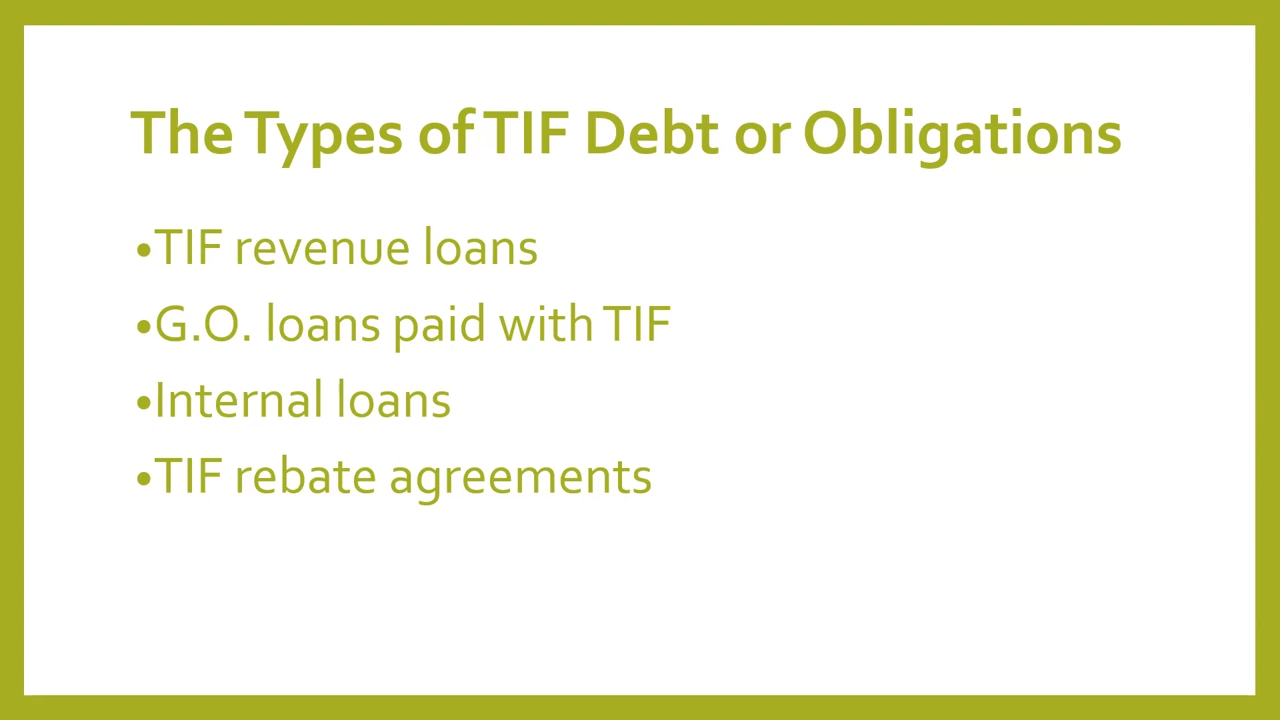 The Types of TIF Debt or Obligations
•TIF revenue loans
•G.O. loans paid with TIF
•Internal loans
•TIF rebate agreements